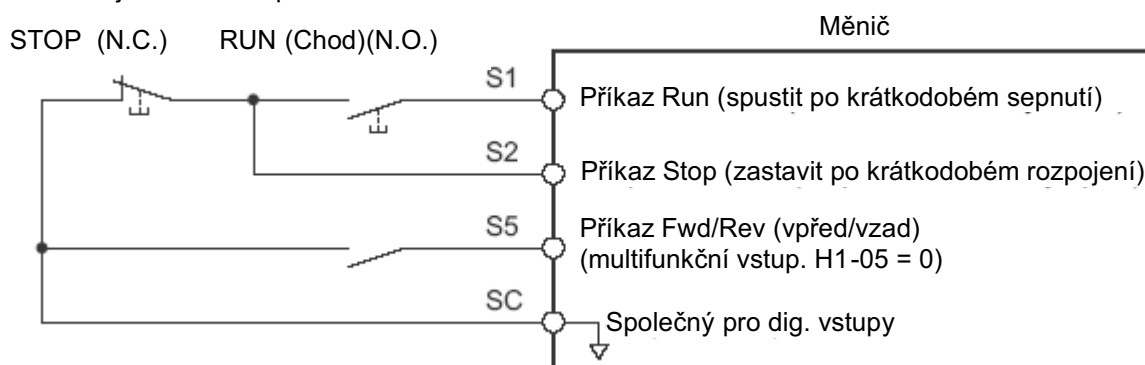 Měnič
STOP (N.C.) RUN (Chod)(N.O.)
S1
Příkaz Run (spustit po krátkodobém sepnutí)
S2
Příkaz Stop (zastavit po krátkodobém rozpojení)
S5
Příkaz Fwd/Rev (vpřed/vzad)
(multifunkční vstup. H1-05 = 0)
SC
Společný pro dig. vstupy